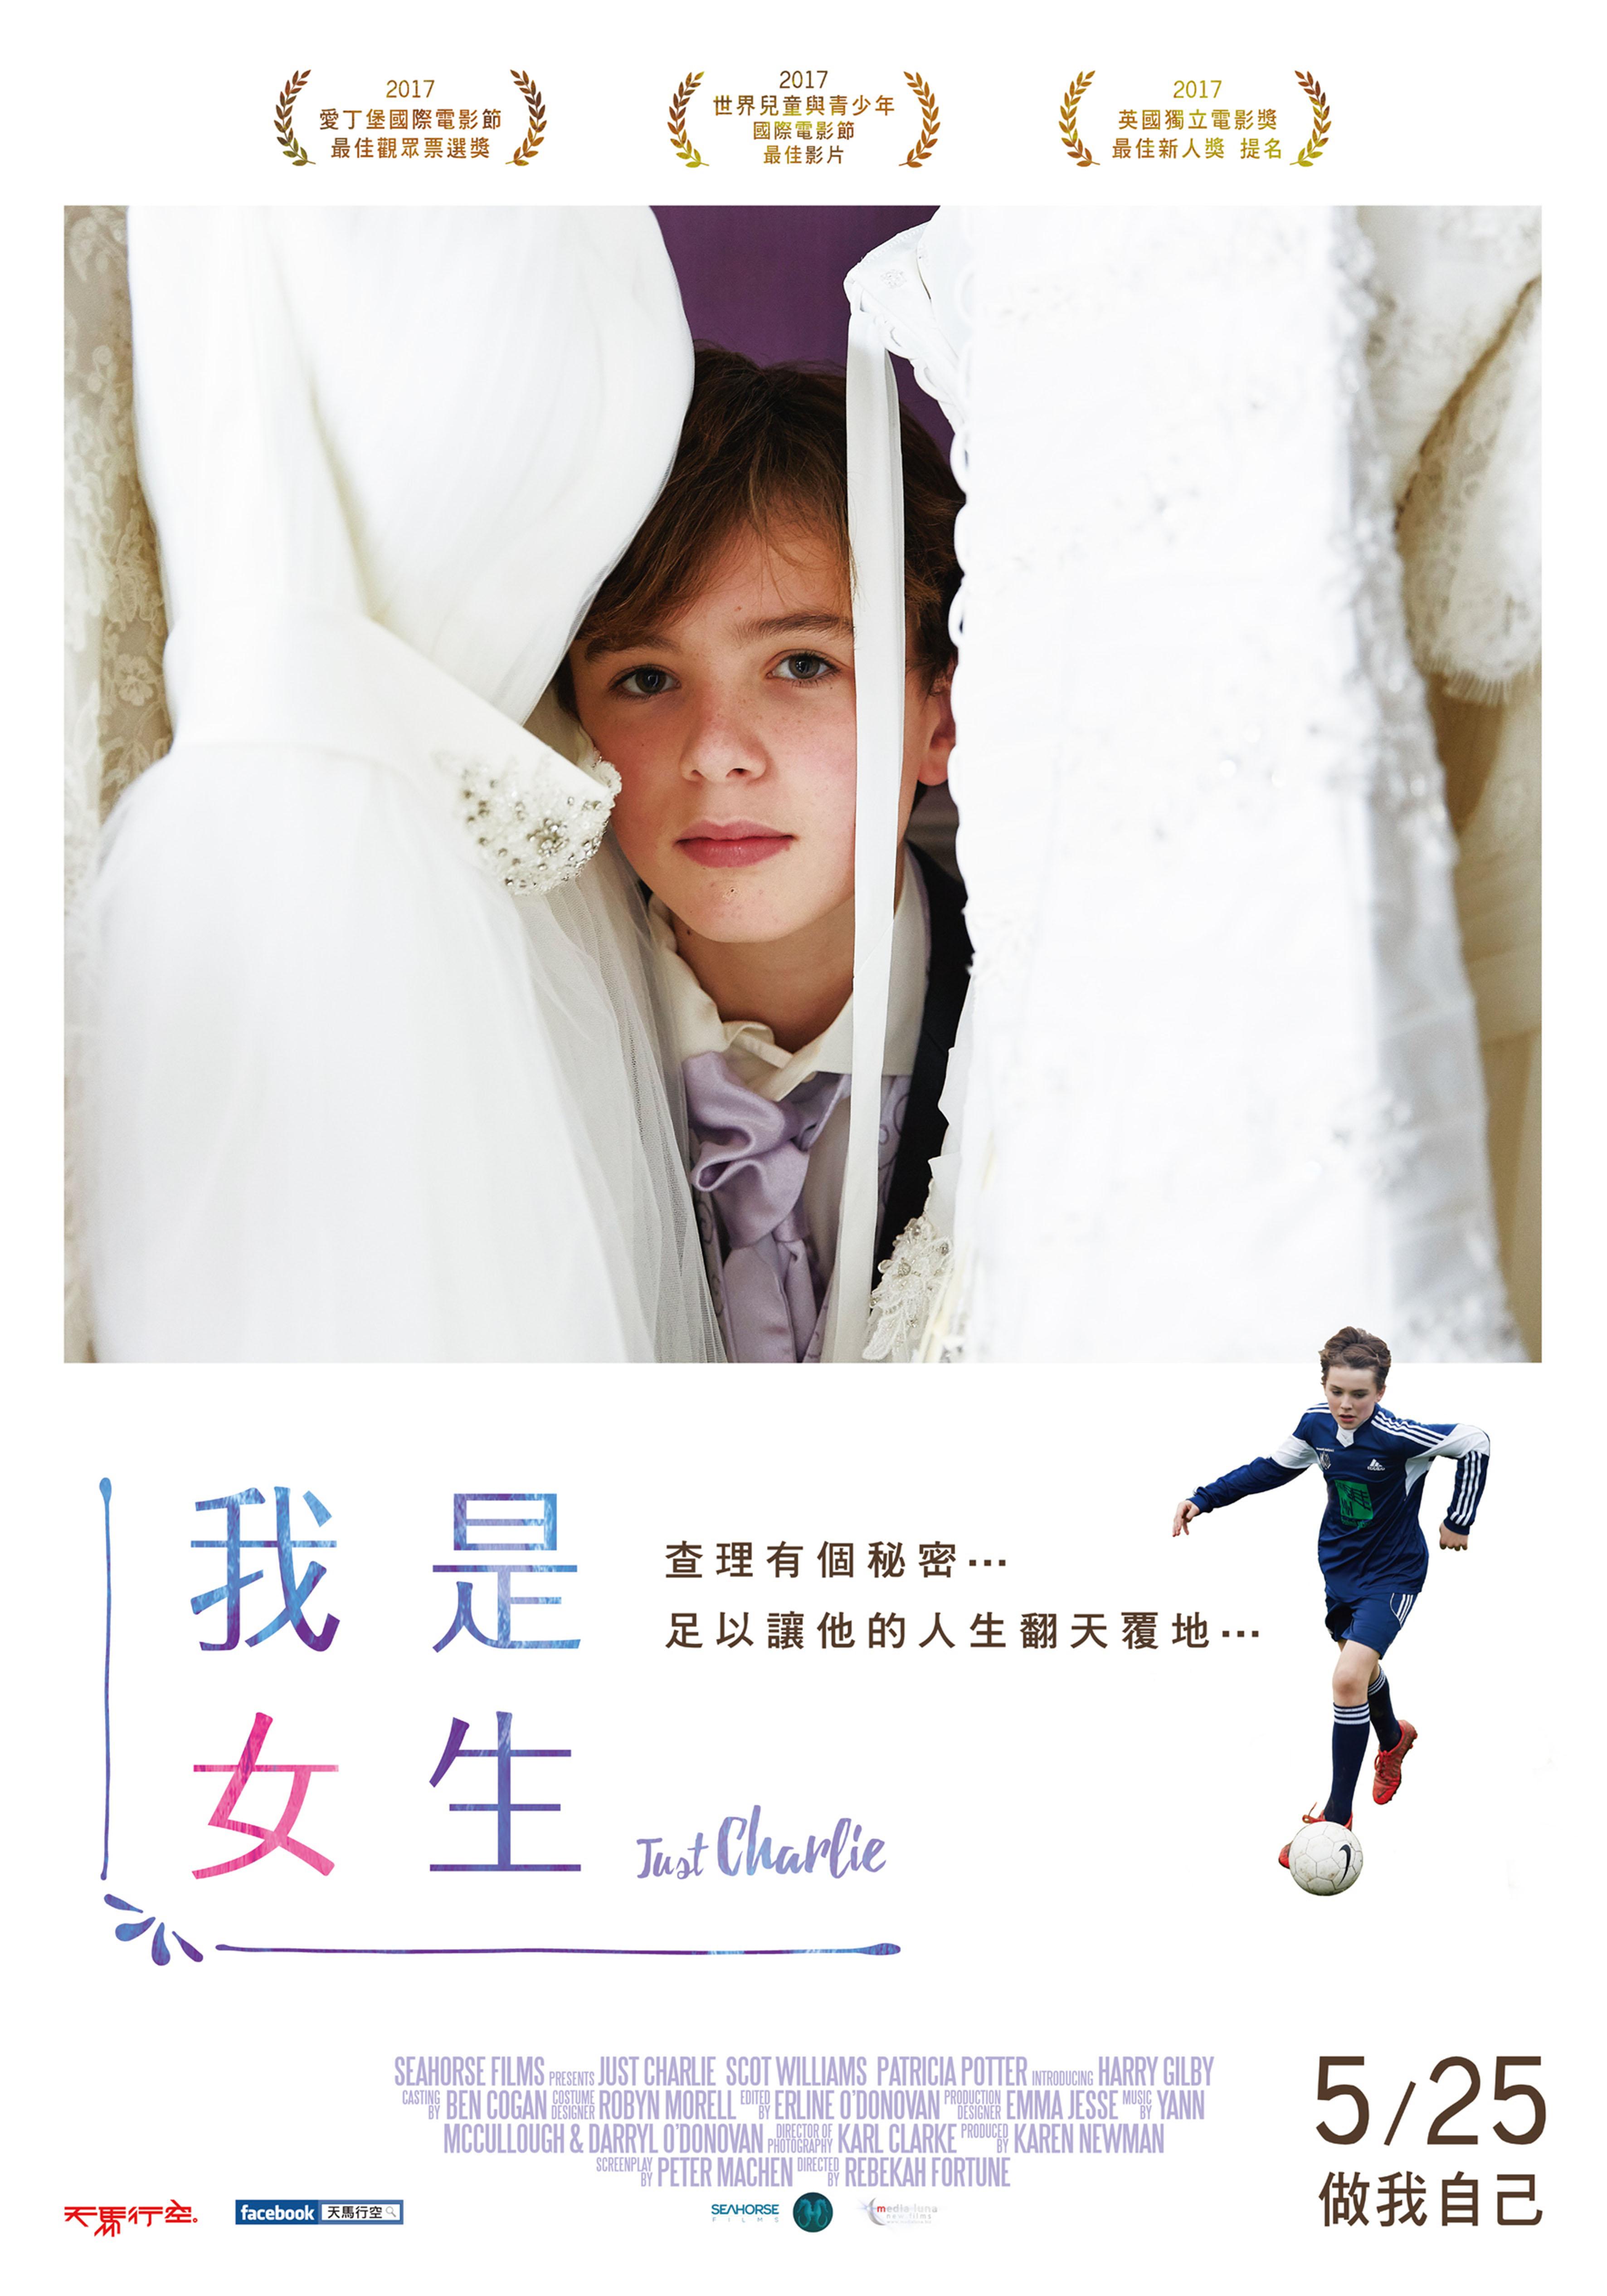 2017
愛丁堡國際電影節
最佳觀眾票選獎
2017
世界兒童與青少年
國際電影節
最佳影片
2017
英國獨立電影獎
最佳新人獎 提名
我是
女生
查理有個秘密…
足以讓他的人生翻天覆地…
Just Charlie
SEAHORSE FILMS PRESENTS JUST CHARLIE SCOT WILLIAMS PATRICIA POTTER INTRODUCING HARRY GILBY
CASTING BY BEN COGAN COSTUME DESIGNER ROBYN MORELL EDITED BY ERLINE O'DONOVAN PRODUCTION DESIGNER EMMA JESSE MUSIC BY YANN
MCCULLOUGH & DARRYL O'DONOVAN DIRECTOR OF PHOTOGRAPHY KARL CLARKE PRODUCED BY KAREN NEWMAN
SCREENPLAY BY PETER MACHEN DIRECTED BY REBEKAH FORTUNE
5/25
做我自己
天馬行空
facebook 天馬行空
SEAHORSE
FILMS
media luna
new films